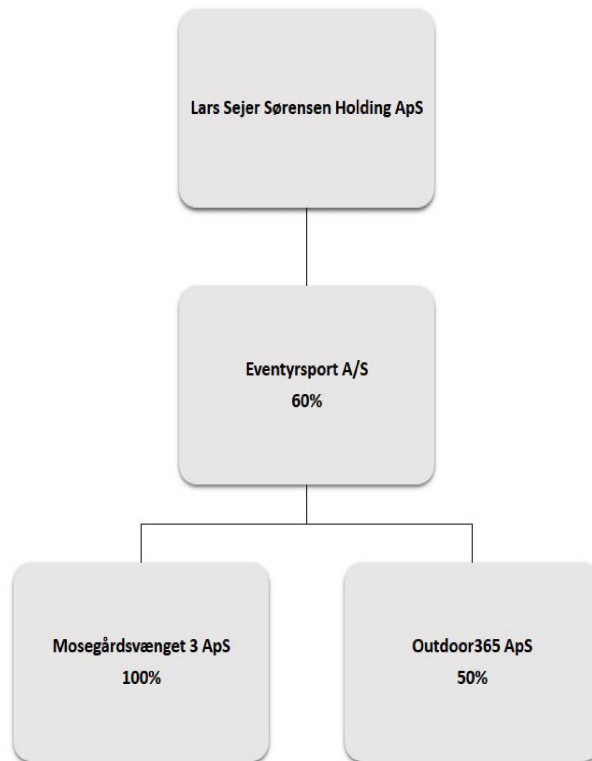 Lars Sejer Sørensen Holding ApS
Eventyrsport A/S
60%
Mosegårdsvænget 3 ApS
100%
Outdoor365 ApS
50%